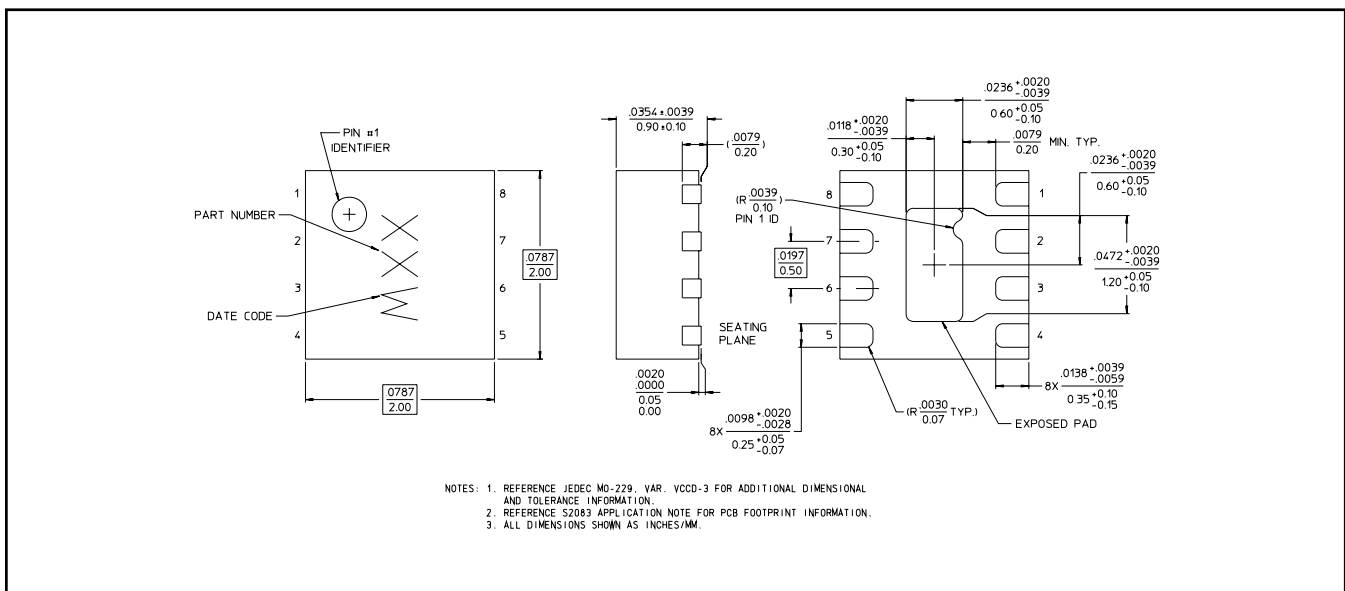 PIN #1
IDENTIFIER
PART NUMBER
DATE CODE
1
2
3
4
8
7
6
5
XX
.0787
2.00
.0787
2.00
.0354 ±.0039
0.90 ±0.10
(.0079
0.20)
SEATING
PLANE
.0020
.0000
0.05
0.00
.0236 +.0020
-.0039
0.60 +0.05
-0.10
.0118 +.0020
-.0039
0.30 +0.05
-0.10
.0079
0.20 MIN. TYP.
.0236 +.0020
-.0039
0.60 +0.05
-0.10
(R .0039
0.10)
PIN 1 ID
.0197
0.50
8
7
6
5
1
2
3
4
.0472 +.0020
-.0039
1.20 +0.05
-0.10
8X .0138 +.0039
-.0059
0.35 +0.10
-0.15
8X .0098 +.0020
-.0028
0.25 +0.05
-0.07
(R .0030
0.07 TYP.)
EXPOSED PAD
NOTES: 1. REFERENCE JEDEC MO-229, VAR. VCCD-3 FOR ADDITIONAL DIMENSIONAL
AND TOLERANCE INFORMATION.
2. REFERENCE S2083 APPLICATION NOTE FOR PCB FOOTPRINT INFORMATION.
3. ALL DIMENSIONS SHOWN AS INCHES/MM.